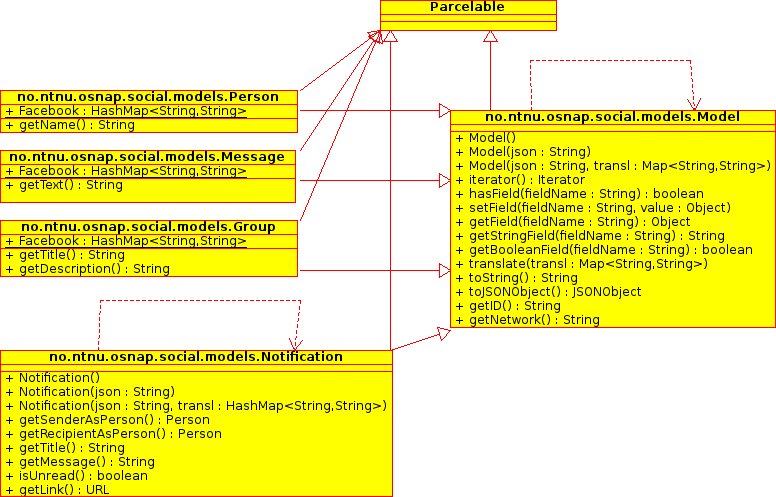 Parcelable
no.ntnu.osnap.social.models.Person
+ Facebook : HashMap<String,String>
+ getName() : String
no.ntnu.osnap.social.models.Message
+ Facebook : HashMap<String,String>
+ getText() : String
no.ntnu.osnap.social.models.Group
+ Facebook : HashMap<String,String>
+ getTitle() : String
+ getDescription() : String
no.ntnu.osnap.social.models.Model
+ Model()
+ Model(json : String)
+ Model(json : String, transl : Map<String,String>)
+ iterator() : Iterator
+ hasField(fieldName : String) : boolean
+ setField(fieldName : String, value : Object)
+ getField(fieldName : String) : Object
+ getStringField(fieldName : String) : String
+ getBooleanField(fieldName : String) : boolean
+ translate(transl : Map<String,String>)
+ toString() : String
+ toJSONObject() : JSONObject
+ getID() : String
+ getNetwork() : String
no.ntnu.osnap.social.models.Notification
+ Notification()
+ Notification(json : String)
+ Notification(json : String, transl : HashMap<String,String>)
+ getSenderAsPerson() : Person
+ getRecipientAsPerson() : Person
+ getTitle() : String
+ getMessage() : String
+ isUnread() : boolean
+ getLink() : URL